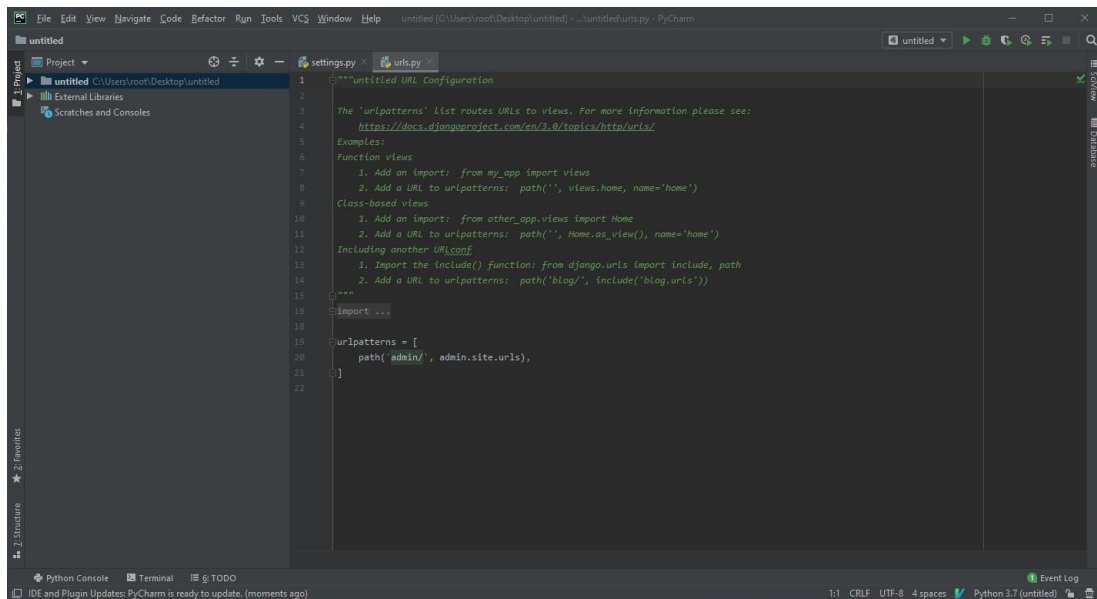 PC File Edit View Navigate Code Refactor Run Tools VCS Window Help untitled [C:\Users\root\Desktop\untitled] - ...\untitled\urls.py - PyCharm
untitled
untitled
Project
settings.py
urls.py
1: Project
untitled C:\Users\root\Desktop\untitled
External Libraries
Scratches and Consoles
1 """untitled URL Configuration
2
3 The `urlpatterns` list routes URLs to views. For more information please see:
4 https://docs.djangoproject.com/en/3.0/topics/http/urls/
5 Examples:
6 Function views
7 1. Add an import: from my_app import views
8 2. Add a URL to urlpatterns: path('', views.home, name='home')
9 Class-based views
10 1. Add an import: from other_app.views import Home
11 2. Add a URL to urlpatterns: path('', Home.as_view(), name='home')
12 Including another URLconf
13 1. Import the include() function: from django.urls import include, path
14 2. Add a URL to urlpatterns: path('blog/', include('blog.urls'))
15 """
16 import ...
18
19 urlpatterns = [
20 path('admin/', admin.site.urls),
21 ]
22
SciView
Database
2: Favorites
7: Structure
Python Console Terminal 6: TODO
1 Event Log
IDE and Plugin Updates: PyCharm is ready to update. (moments ago)
1:1 CRLF UTF-8 4 spaces Python 3.7 (untitled)